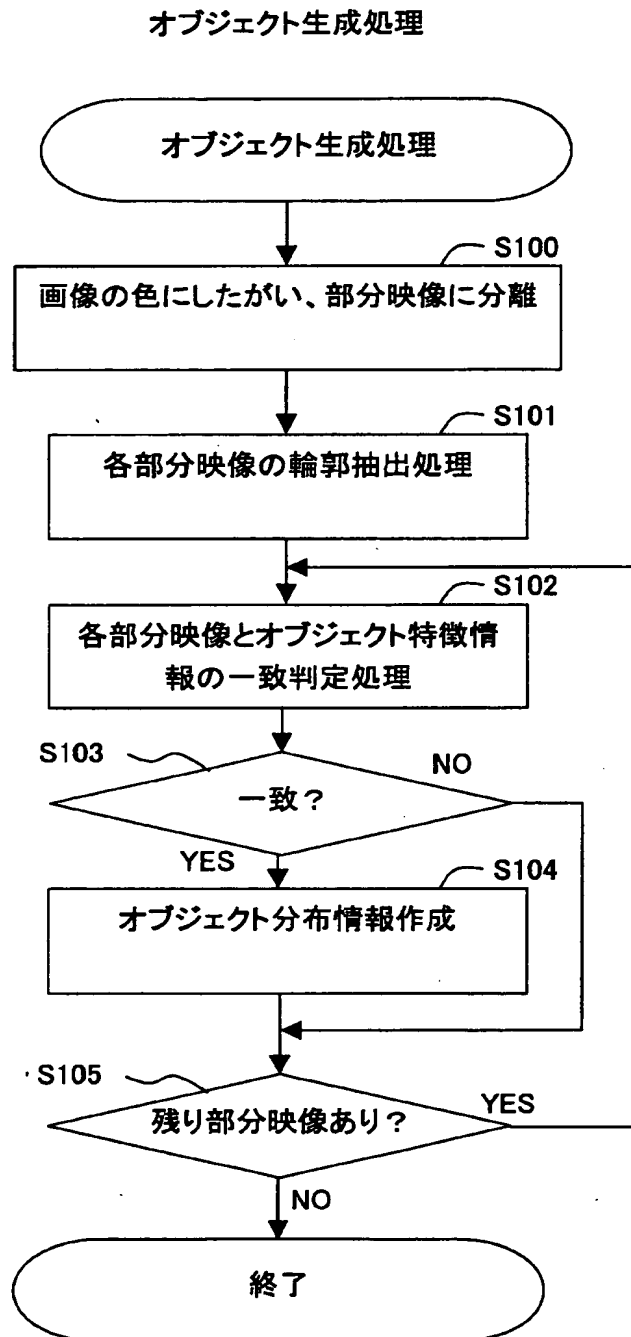 オブジェクト生成処理
オブジェクト生成処理
S100
画像の色にしたがい、部分映像に分離
S101
各部分映像の輪郭抽出処理
S102
各部分映像とオブジェクト特徴情
報の一致判定処理
S103
NO
一致？
YES
S104
オブジェクト分布情報作成
S105
YES
残り部分映像あり？
NO
終了